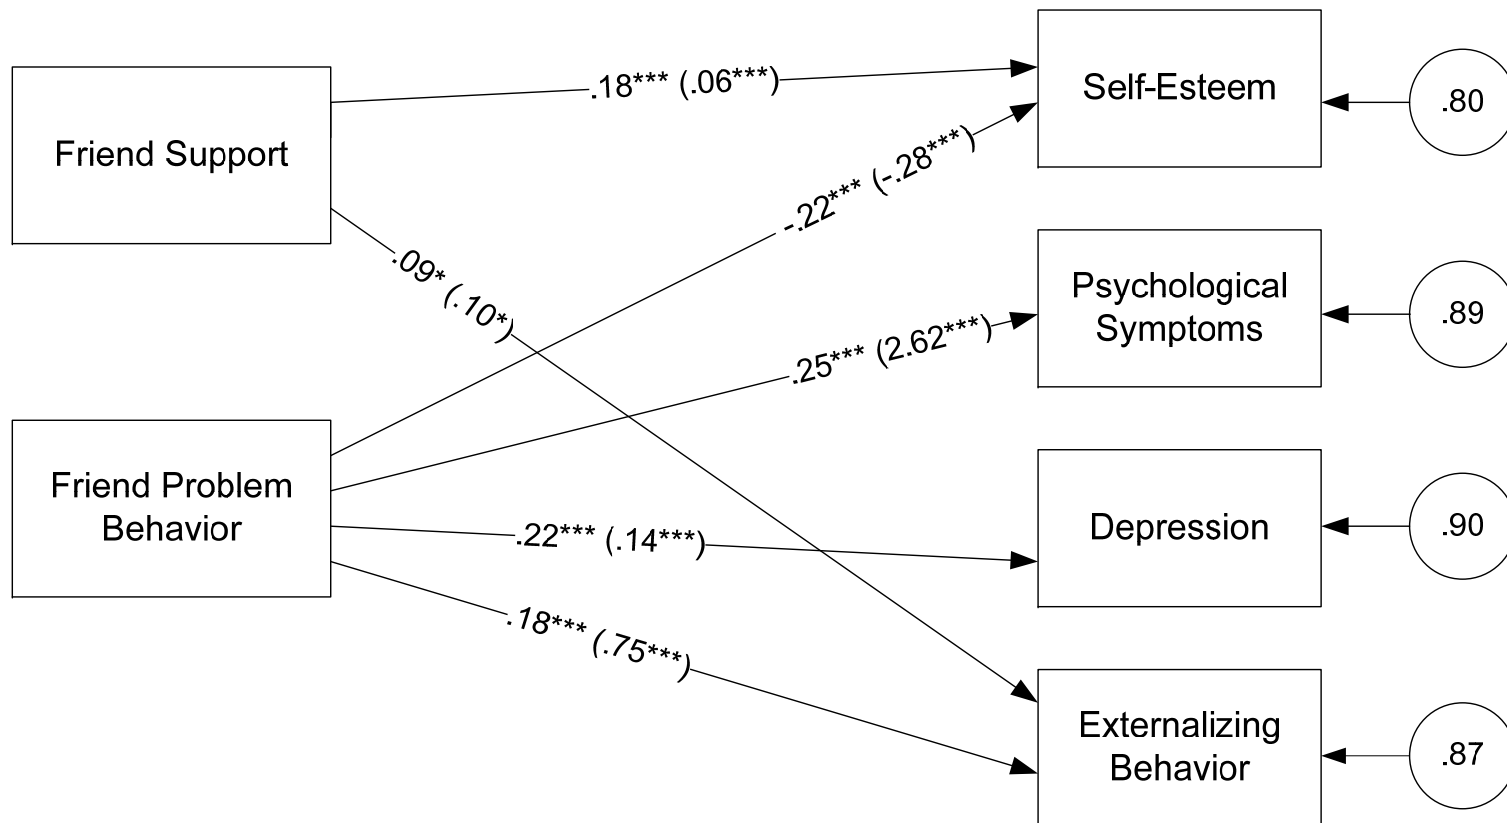 Self-Esteem
.18*** (.06***)
.80
Friend Support
-.22*** (-.28***)
.09* (.10*)
Psychological
Symptoms
.89
.25*** (2.62***)
Friend Problem
Behavior
Depression
.90
.22*** (.14***)
.18*** (.75***)
Externalizing
Behavior
.87